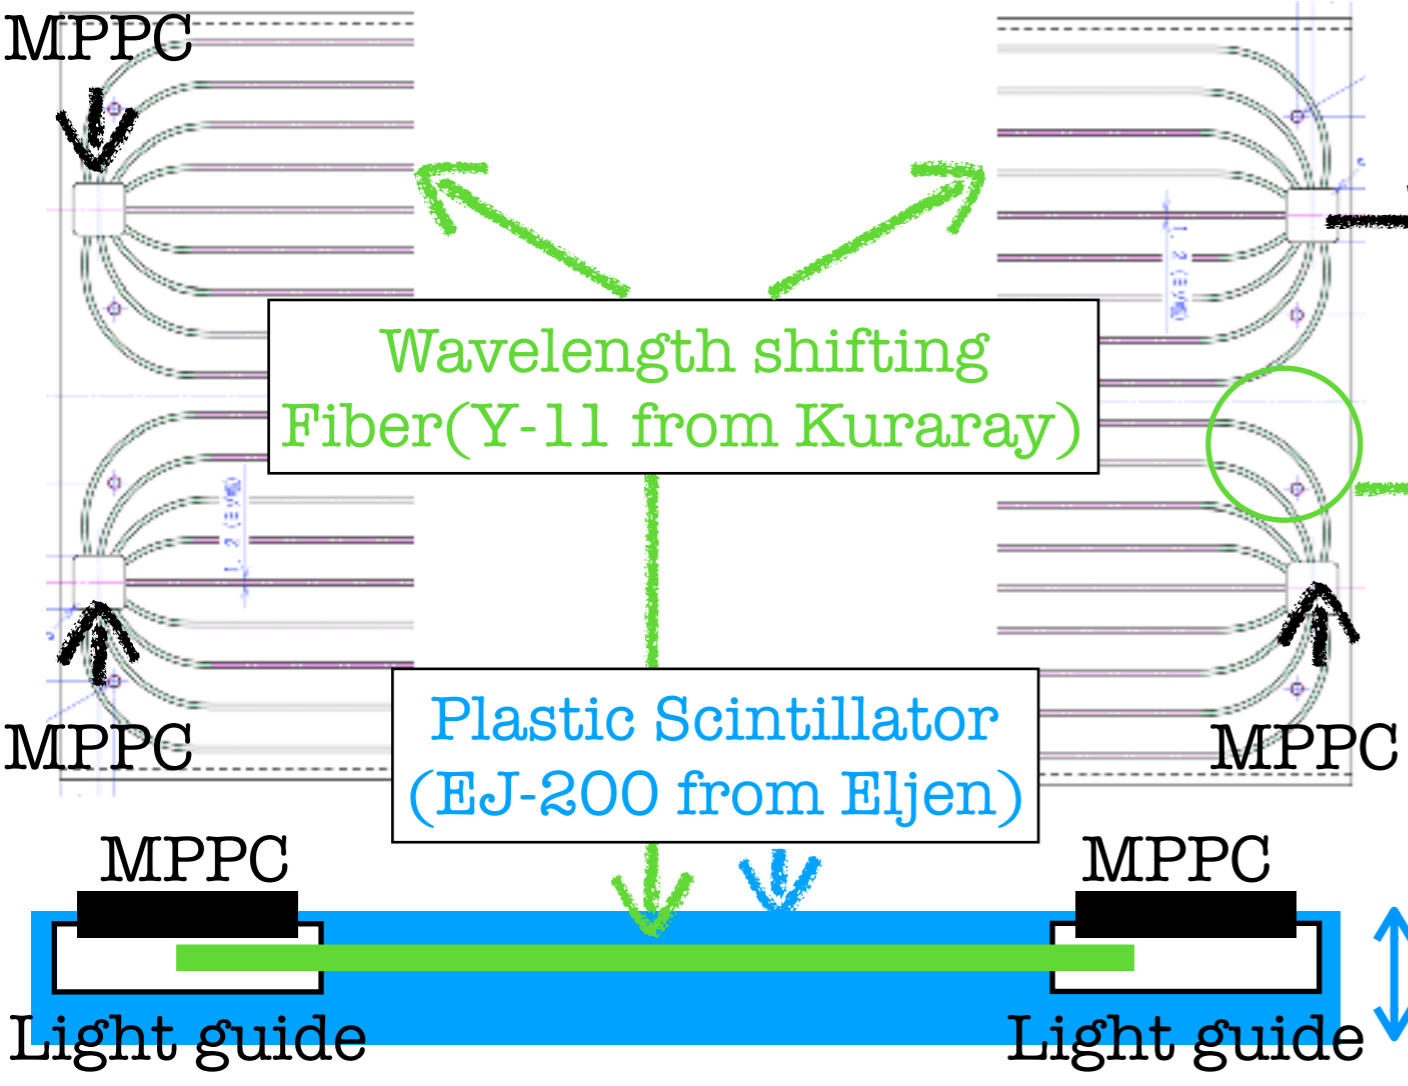 MPPC
Wavelength shifting
Fiber(Y-11 from Kuraray)
Plastic Scintillator
(EJ-200 from Eljen)
MPPC
MPPC
MPPC
MPPC
Light guide
Light guide